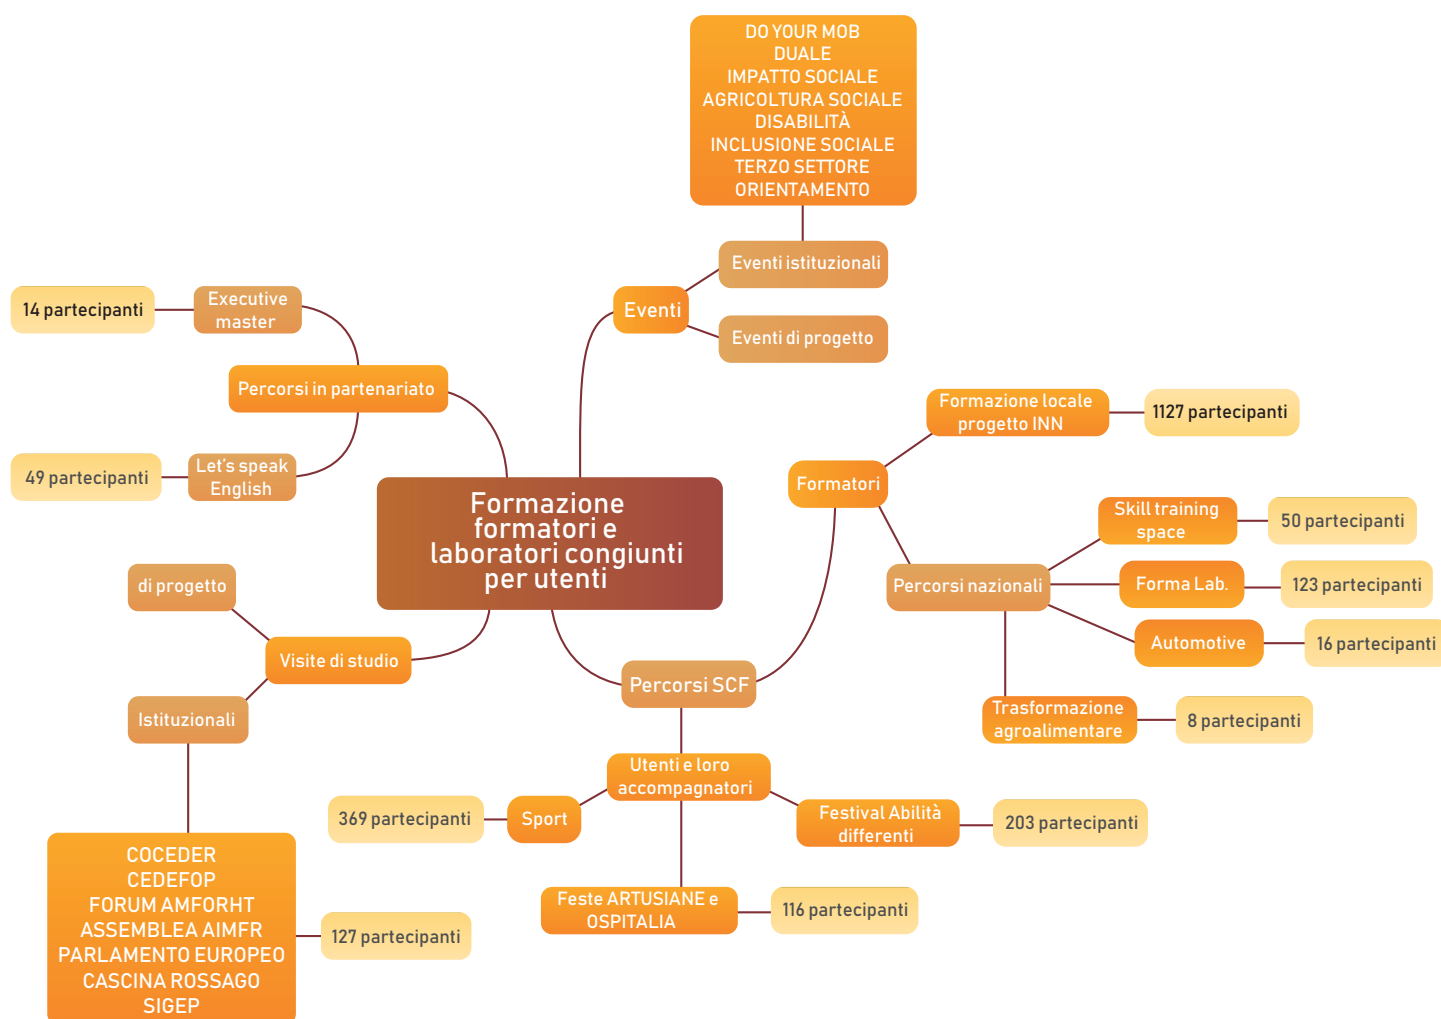 DO YOUR MOB
DUALE
IMPATTO SOCIALE
AGRICOLTURA SOCIALE
DISABILITÀ
INCLUSIONE SOCIALE
TERZO SETTORE
ORIENTAMENTO
Eventi istituzionali
Eventi
Eventi di progetto
14 partecipanti
Executive
master
Percorsi in partenariato
49 partecipanti
Let's speak
English
Formazione
formatori e
laboratori congiunti
per utenti
Formazione locale
progetto INN
1127 partecipanti
Formatori
Skill training
space
50 partecipanti
Percorsi nazionali
Forma Lab.
123 partecipanti
Automotive
16 partecipanti
Trasformazione
agroalimentare
8 partecipanti
di progetto
Visite di studio
Istituzionali
Percorsi SCF
Utenti e loro
accompagnatori
369 partecipanti
Sport
Festival Abilità
differenti
203 partecipanti
Feste ARTUSIANE e
OSPITALIA
116 partecipanti
COCEDER
CEDEFOP
FORUM AMFORHT
ASSEMBLEA AIMFR
PARLAMENTO EUROPEO
CASCINA ROSSAGO
SIGEP
127 partecipanti